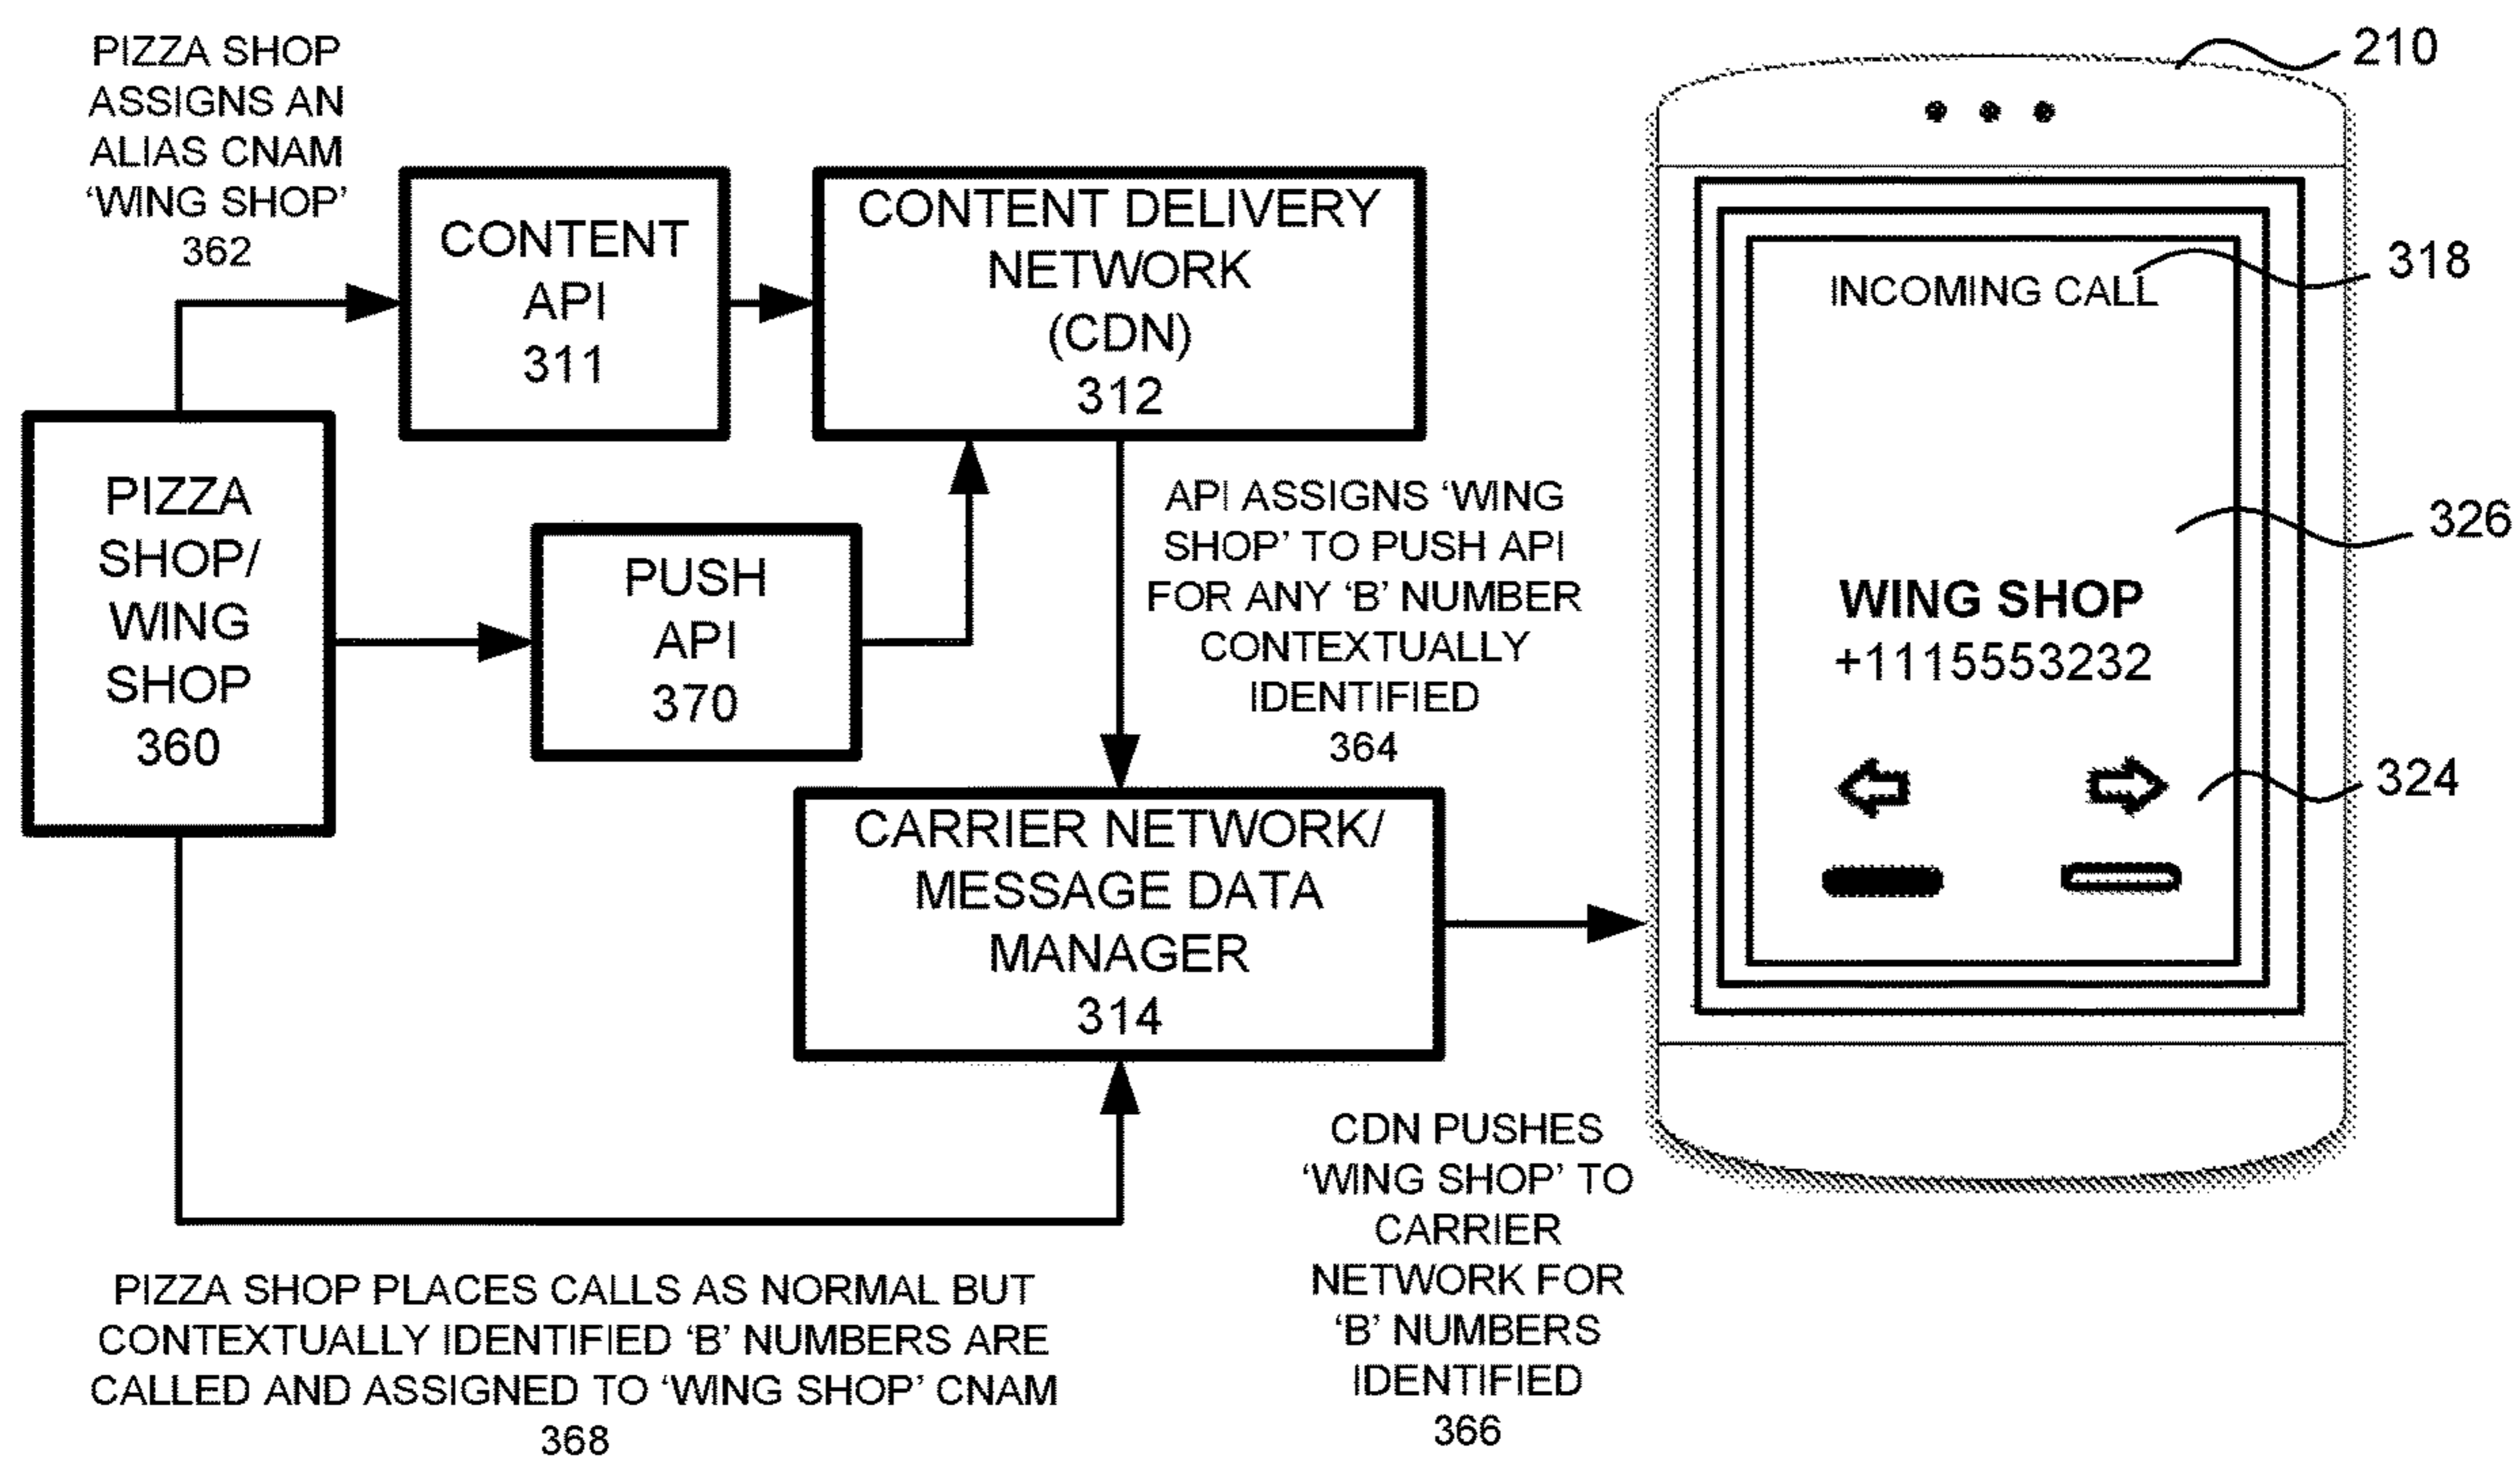 PIZZA SHOP
ASSIGNS AN
ALIAS CNAM
‘WING SHOP’
362
CONTENT
API
311
CONTENT DELIVERY
NETWORK
(CDN)
312
PIZZA
SHOP/
WING
SHOP
360
PUSH
API
370
API ASSIGNS ‘WING
SHOP’ TO PUSH API
FOR ANY ‘B’ NUMBER
CONTEXTUALLY
IDENTIFIED
364
CARRIER NETWORK/
MESSAGE DATA
MANAGER
314
PIZZA SHOP PLACES CALLS AS NORMAL BUT
CONTEXTUALLY IDENTIFIED ‘B’ NUMBERS ARE
CALLED AND ASSIGNED TO ‘WING SHOP’ CNAM
368
CDN PUSHES
‘WING SHOP’ TO
CARRIER
NETWORK FOR
‘B’ NUMBERS
IDENTIFIED
366
210
INCOMING CALL
318
326
WING SHOP
+1115553232
324